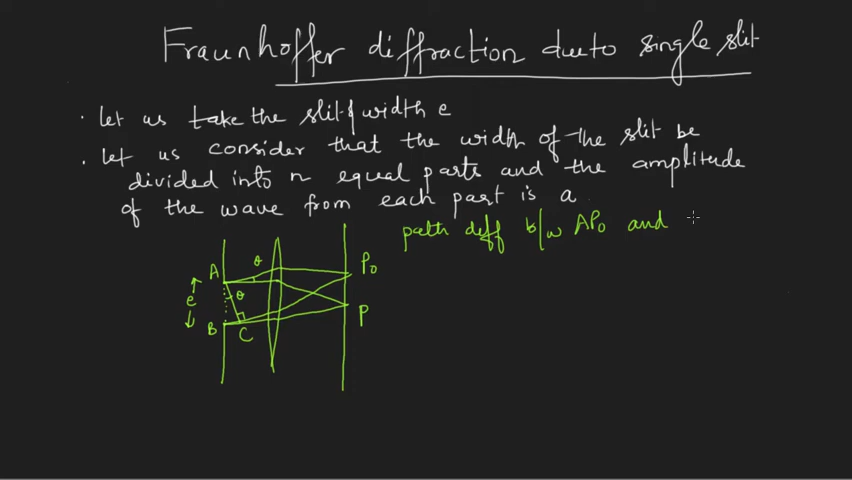 Fraunhoffer diffraction due to single slit
. let us take the slit of width e
. let us consider that the width of the slit be
divided into n equal parts and the amplitude
of the wave from each part is a
path diff b/w AP₀ and
θ
A
P₀
e
θ
B
C
P